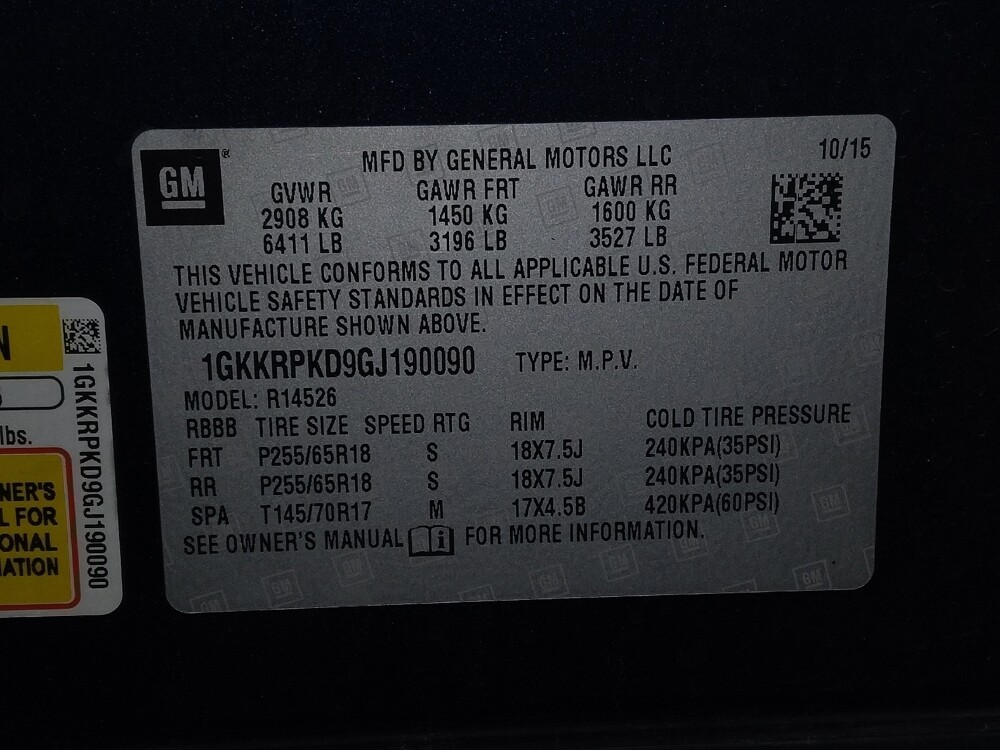 GM®
MFD BY GENERAL MOTORS LLC 10/15
GVWR GAWR FRT GAWR RR
2908 KG 1450 KG 1600 KG
6411 LB 3196 LB 3527 LB
THIS VEHICLE CONFORMS TO ALL APPLICABLE U.S. FEDERAL MOTOR
VEHICLE SAFETY STANDARDS IN EFFECT ON THE DATE OF
MANUFACTURE SHOWN ABOVE.
1GKKRPKD9GJ190090 TYPE: M.P.V.
MODEL: R14526
RBBB TIRE SIZE SPEED RTG RIM COLD TIRE PRESSURE
FRT P255/65R18 S 18X7.5J 240KPA(35PSI)
RR P255/65R18 S 18X7.5J 240KPA(35PSI)
SPA T145/70R17 M 17X4.5B 420KPA(60PSI)
SEE OWNER'S MANUAL i FOR MORE INFORMATION.
N
lbs.
NER'S
L FOR
ONAL
ATION
1GKKRPKD9GJ190090